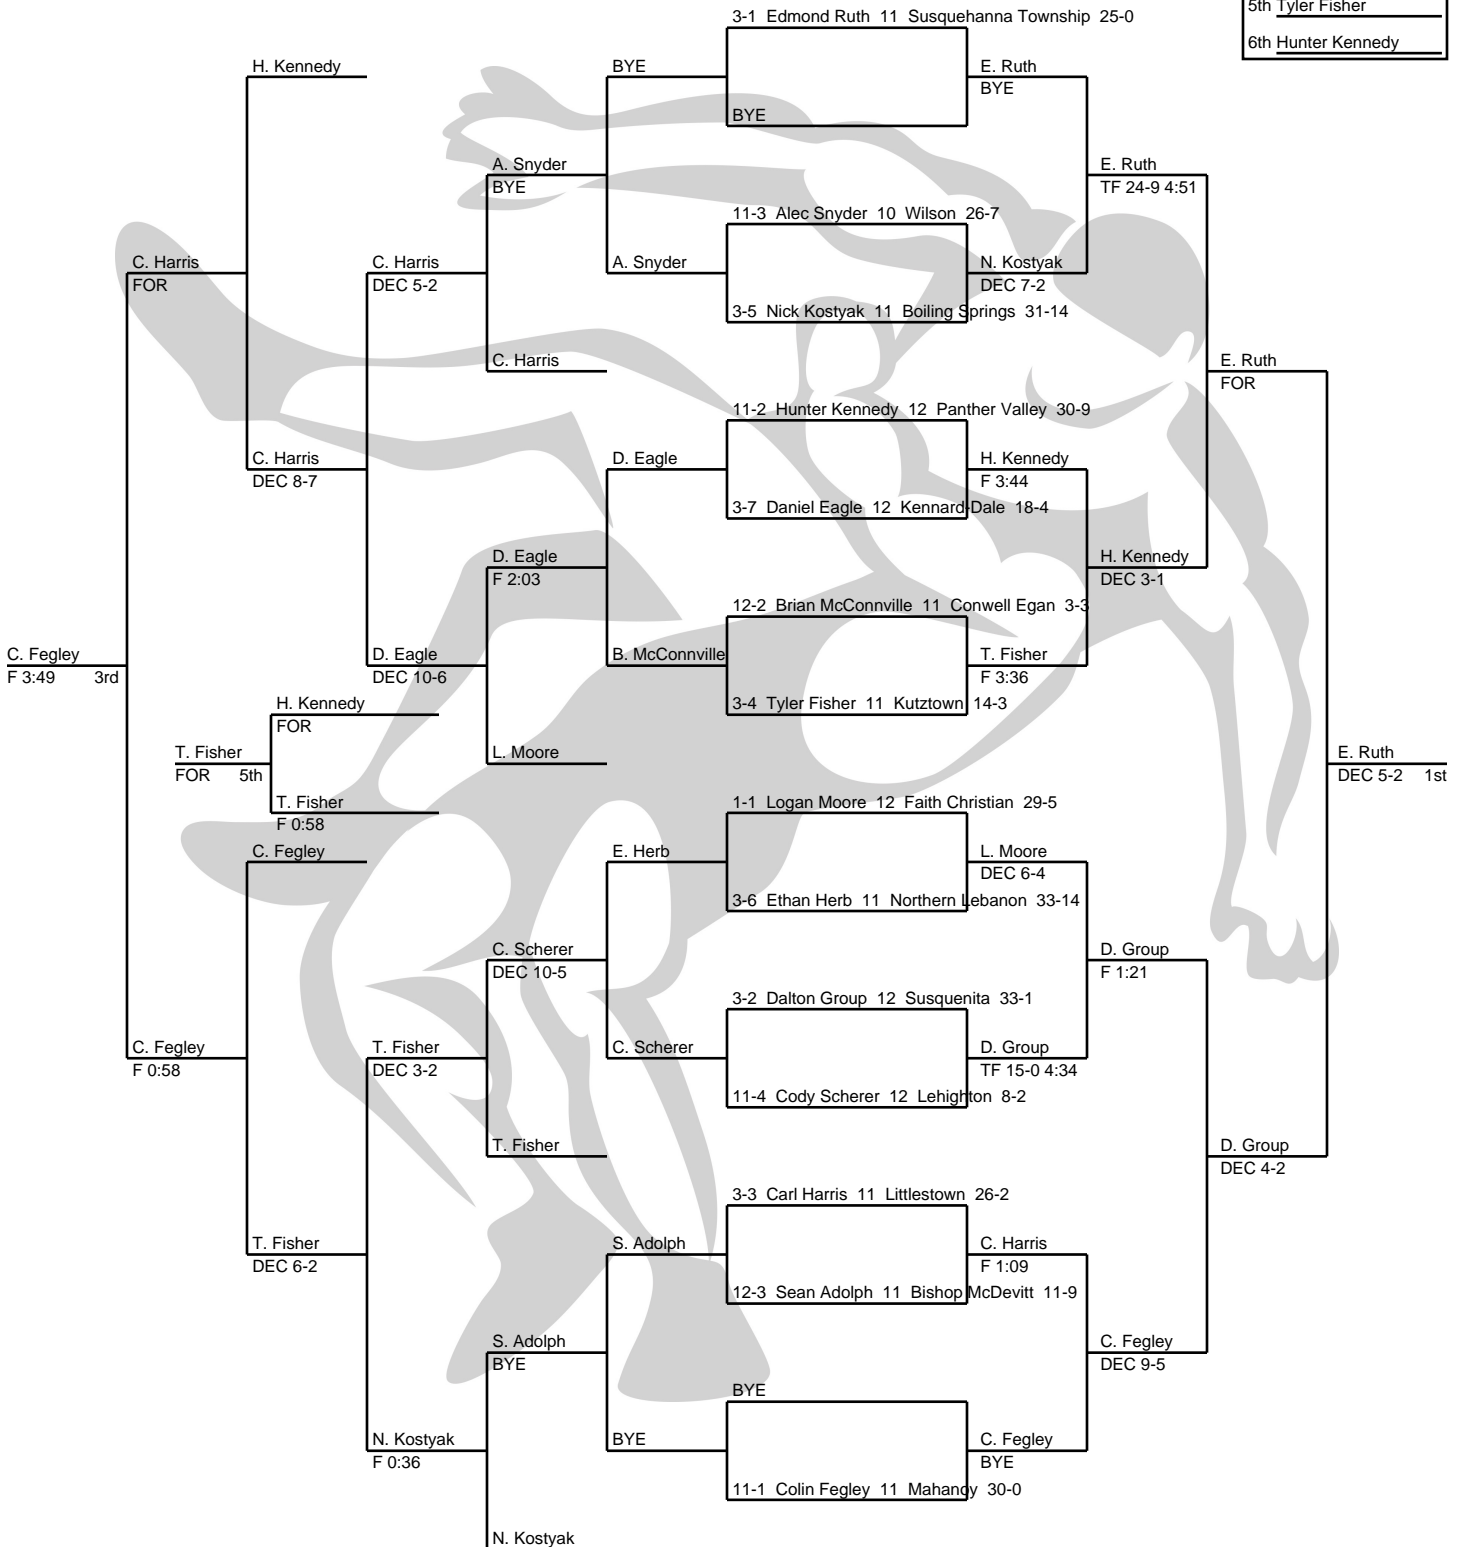 5th Tyler Fisher
6th Hunter Kennedy
3-1 Edmond Ruth 11 Susquehanna Township 25-0
H. Kennedy
BYE
E. Ruth
BYE
BYE
A. Snyder
BYE
E. Ruth
TF 24-9 4:51
11-3 Alec Snyder 10 Wilson 26-7
C. Harris
FOR
C. Harris
DEC 5-2
A. Snyder
N. Kostyak
DEC 7-2
3-5 Nick Kostyak 11 Boiling Springs 31-14
C. Harris
E. Ruth
FOR
11-2 Hunter Kennedy 12 Panther Valley 30-9
C. Harris
DEC 8-7
D. Eagle
H. Kennedy
F 3:44
3-7 Daniel Eagle 12 Kennard-Dale 18-4
D. Eagle
F 2:03
H. Kennedy
DEC 3-1
12-2 Brian McConnville 11 Conwell Egan 3-3
C. Fegley
F 3:49 3rd
D. Eagle
DEC 10-6
B. McConnville
T. Fisher
F 3:36
H. Kennedy
FOR
3-4 Tyler Fisher 11 Kutztown 14-3
T. Fisher
FOR 5th
L. Moore
E. Ruth
DEC 5-2 1st
T. Fisher
F 0:58
1-1 Logan Moore 12 Faith Christian 29-5
C. Fegley
E. Herb
L. Moore
DEC 6-4
3-6 Ethan Herb 11 Northern Lebanon 33-14
C. Scherer
DEC 10-5
D. Group
F 1:21
3-2 Dalton Group 12 Susquenita 33-1
C. Fegley
F 0:58
T. Fisher
DEC 3-2
C. Scherer
D. Group
TF 15-0 4:34
11-4 Cody Scherer 12 Lehighton 8-2
T. Fisher
D. Group
DEC 4-2
3-3 Carl Harris 11 Littlestown 26-2
T. Fisher
DEC 6-2
S. Adolph
C. Harris
F 1:09
12-3 Sean Adolph 11 Bishop McDevitt 11-9
S. Adolph
BYE
C. Fegley
DEC 9-5
BYE
N. Kostyak
F 0:36
BYE
C. Fegley
BYE
11-1 Colin Fegley 11 Mahanoy 30-0
N. Kostyak